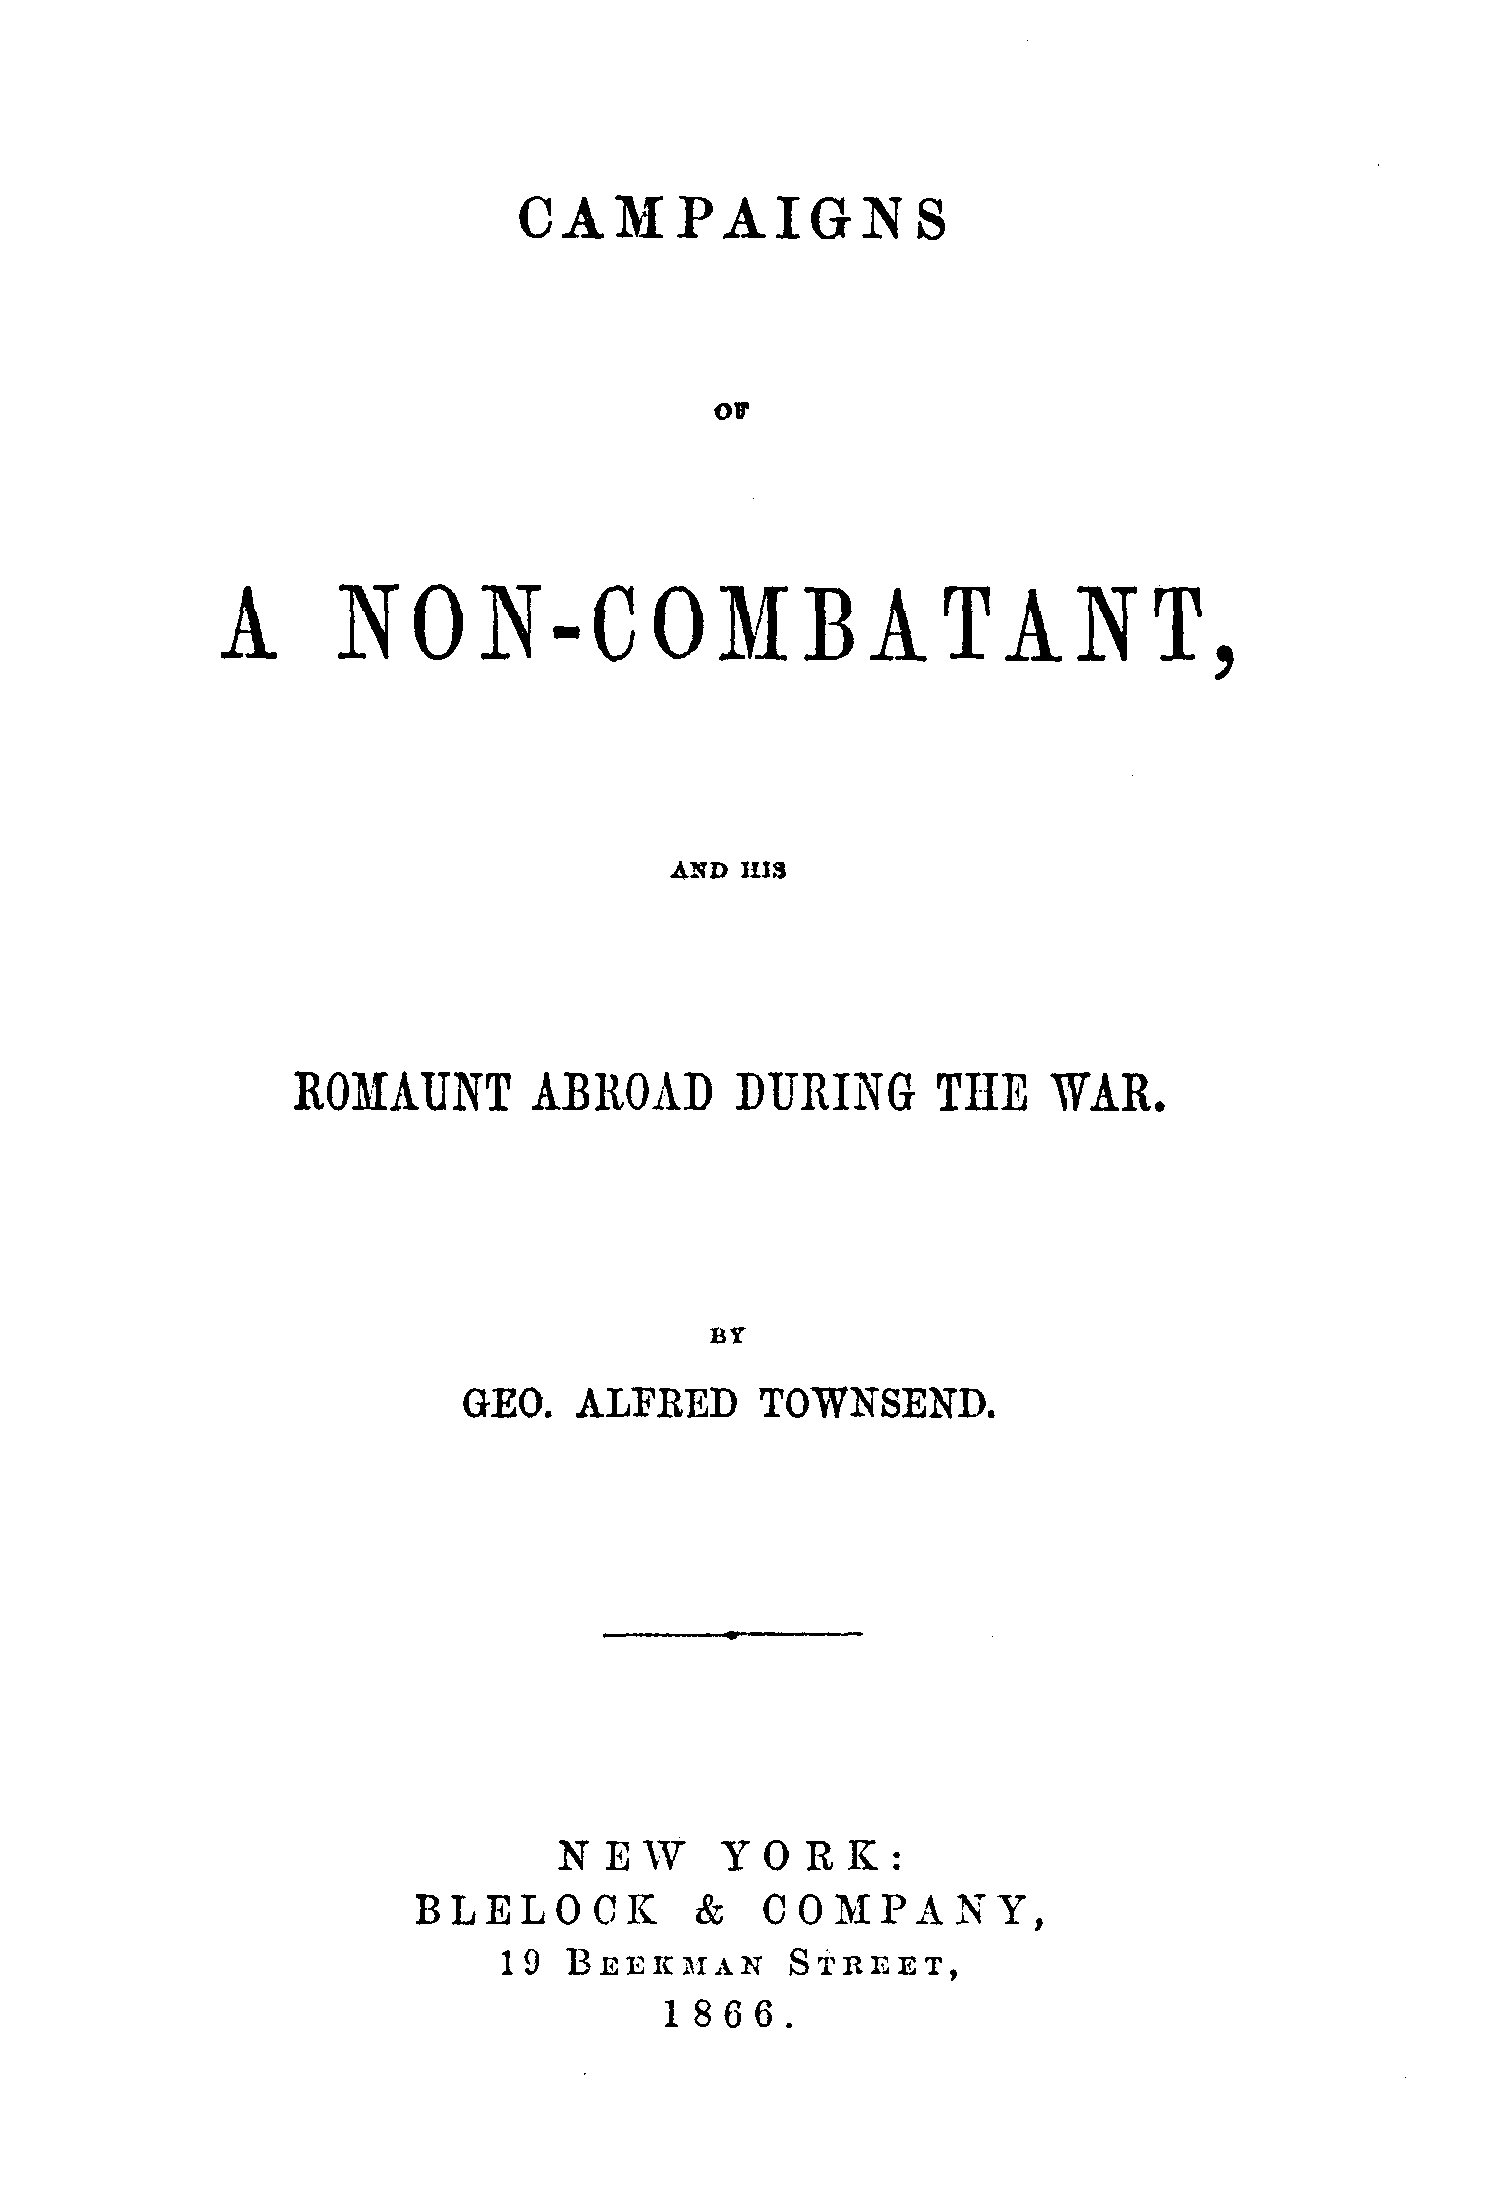 CAMPAIGNS
OF
A NON-COMBATANT,
AND HIS
ROMAUNT ABROAD DURING THE WAR.
BY
GEO. ALFRED TOWNSEND.
NEW YORK:
BLELOCK & COMPANY,
19 BEEKMAN STREET,
1866.